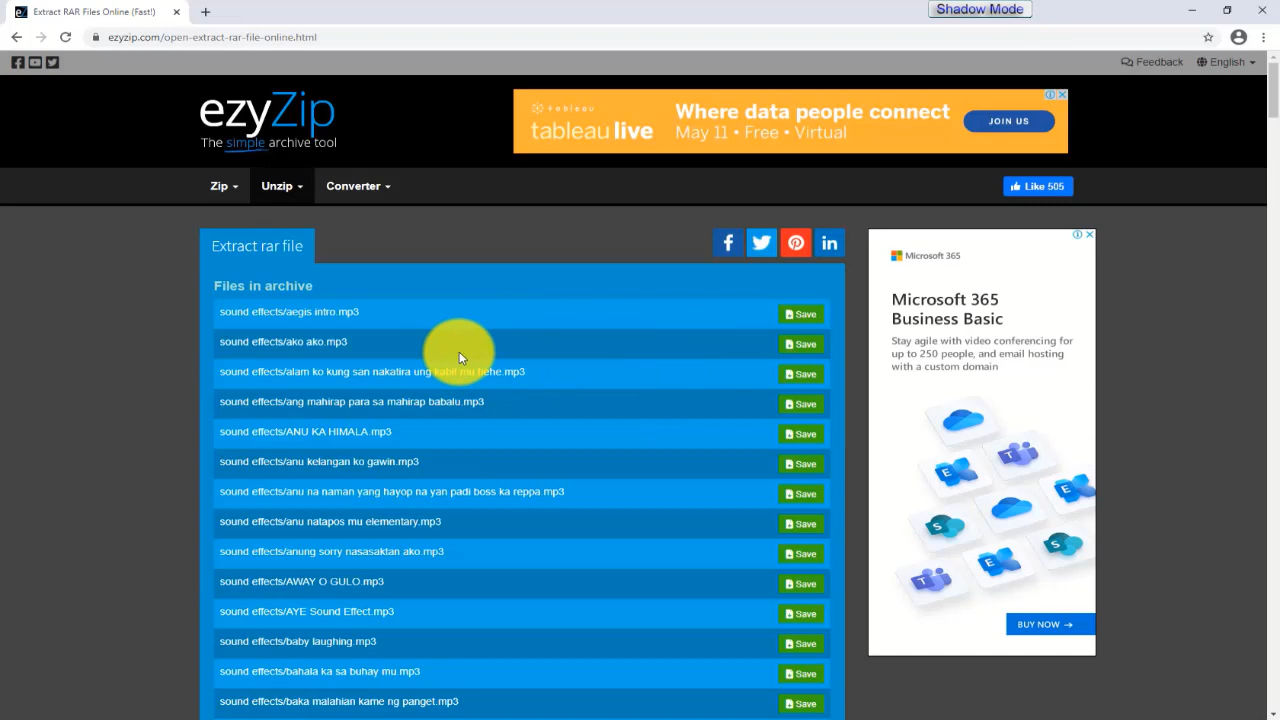 Extract RAR Files Online (Fast!)
Shadow Mode
ezyzip.com/open-extract-rar-file-online.html
Feedback
English
ezyZip
The simple archive tool
tableau
tableau live
Where data people connect
May 11 • Free • Virtual
JOIN US
Zip
Unzip
Converter
Like 505
Extract rar file
Files in archive
sound effects/aegis intro.mp3
Save
sound effects/ako ako.mp3
Save
sound effects/alam ko kung san nakatira ung kabit mu hehe.mp3
Save
sound effects/ang mahirap para sa mahirap babalu.mp3
Save
sound effects/ANU KA HIMALA.mp3
Save
sound effects/anu kelangan ko gawin.mp3
Save
sound effects/anu na naman yang hayop na yan padi boss ka reppa.mp3
Save
sound effects/anu natapos mu elementary.mp3
Save
sound effects/anung sorry nasasaktan ako.mp3
Save
sound effects/AWAY O GULO.mp3
Save
sound effects/AYE Sound Effect.mp3
Save
sound effects/baby laughing.mp3
Save
sound effects/bahala ka sa buhay mu.mp3
Save
sound effects/baka malahian kame ng panget.mp3
Save
Microsoft 365
Microsoft 365
Business Basic
Stay agile with video conferencing for
up to 250 people, and email hosting
with a custom domain
BUY NOW →